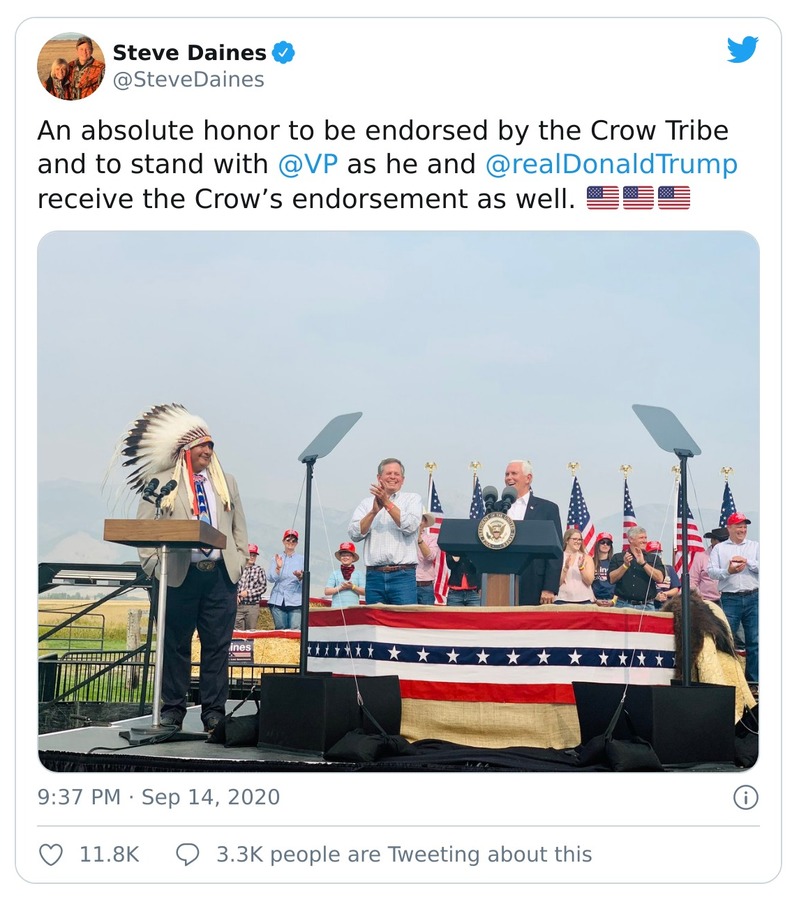 Steve Daines
@SteveDaines
An absolute honor to be endorsed by the Crow Tribe
and to stand with @VP as he and @realDonaldTrump
receive the Crow’s endorsement as well. 🇺🇸🇺🇸🇺🇸
ines
9:37 PM · Sep 14, 2020
11.8K
3.3K people are Tweeting about this